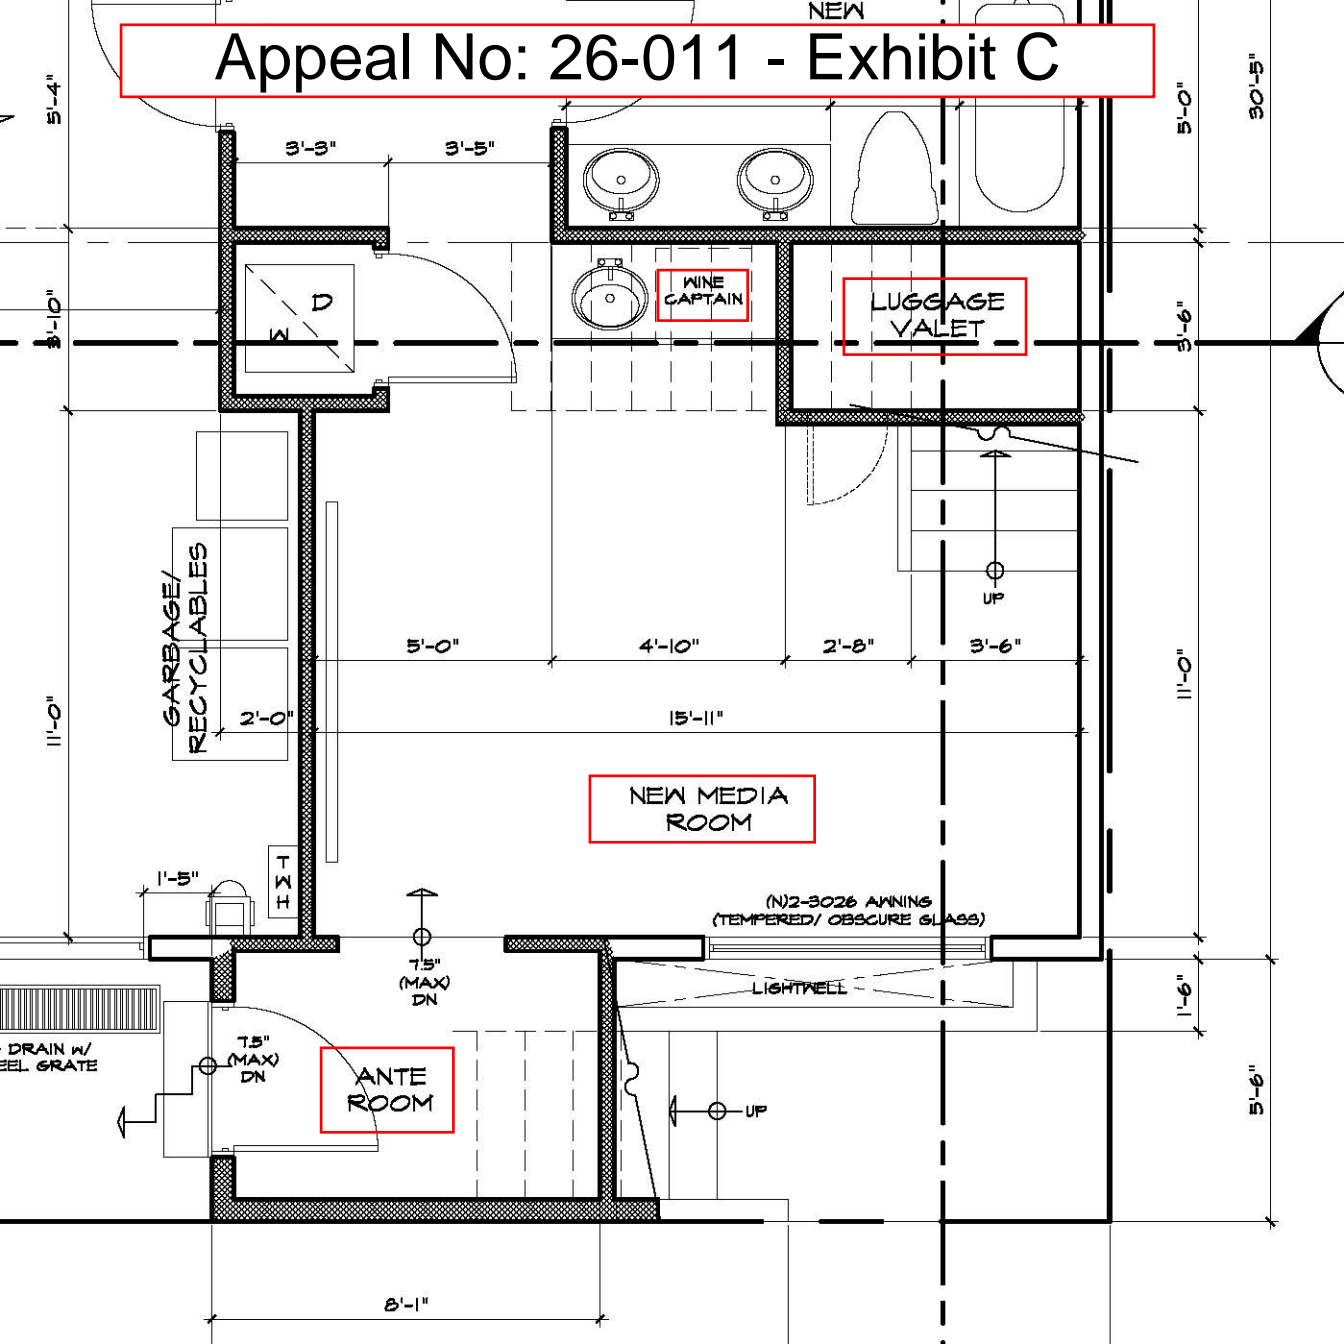 NEW
Appeal No: 26-011 - Exhibit C
5'-4"
5'-0"
30'-5"
3'-3"
3'-5"
WINE
CAPTAIN
LUGGAGE
VALET
D
W
3'-10"
3'-6"
UP
GARBAGE/
RECYCLABLES
5'-0"
4'-10"
2'-8"
3'-6"
11'-0"
11'-0"
2'-0"
15'-11"
NEW MEDIA
ROOM
TWH
1'-5"
(N)2-3026 AWNING
(TEMPERED/ OBSCURE GLASS)
7.5"
(MAX)
DN
LIGHTWELL
1'-6"
DRAIN W/
EEL GRATE
7.5"
(MAX)
DN
ANTE
ROOM
UP
5'-6"
8'-1"